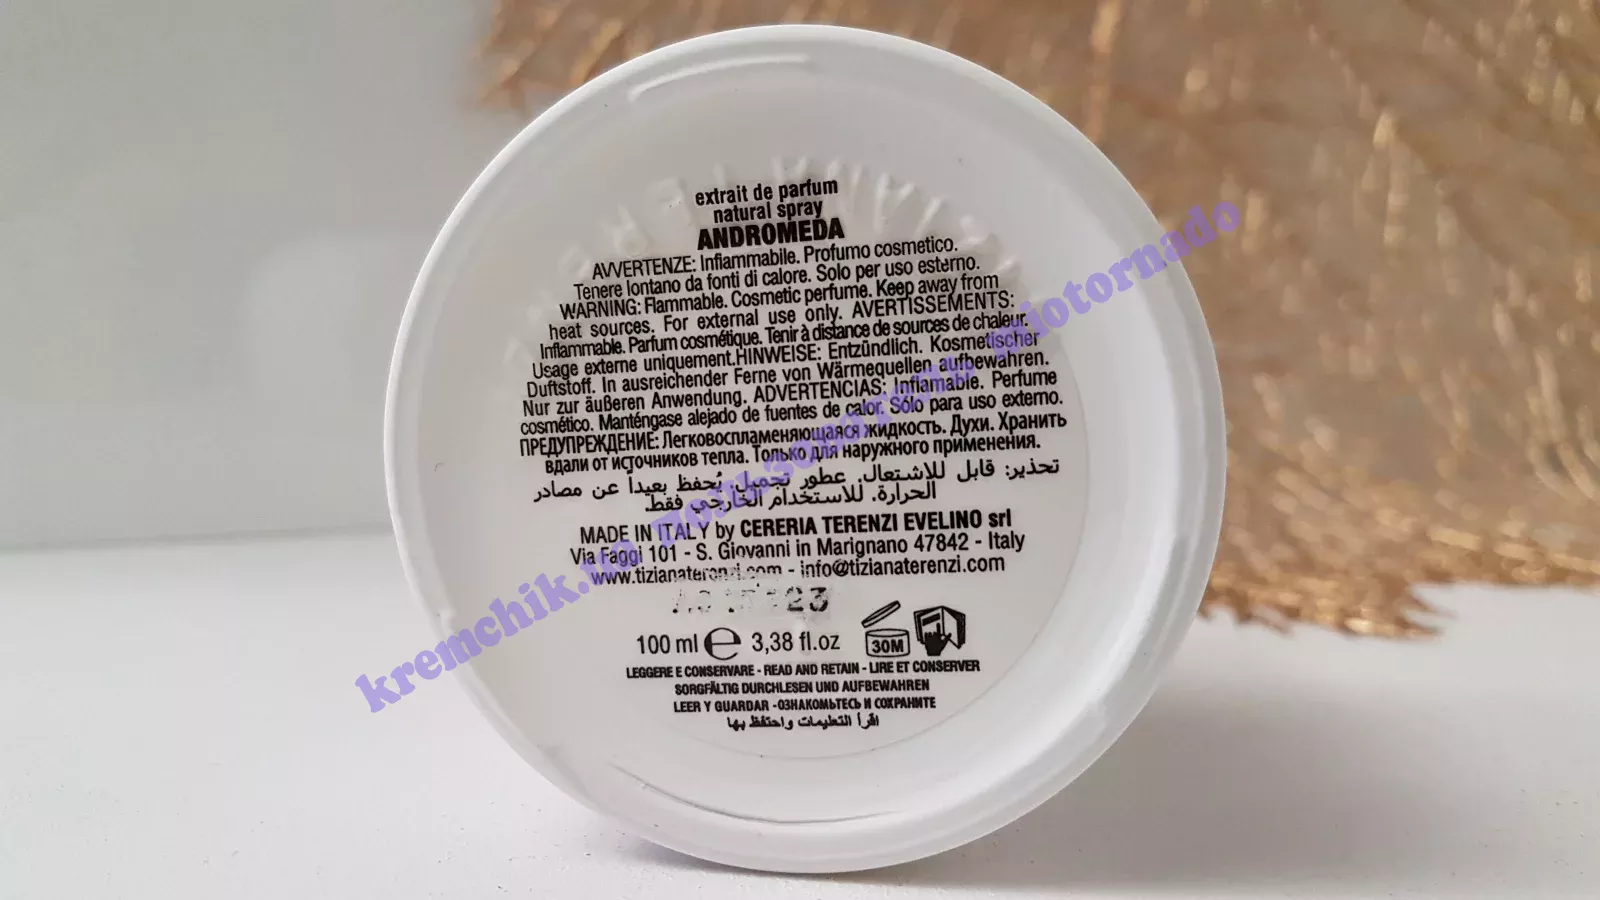 extrait de parfum
natural spray
ANDROMEDA
AVVERTENZE: Infiammabile. Profumo cosmetico.
Tenere lontano da fonti di calore. Solo per uso esterno.
WARNING: Flammable. Cosmetic perfume. Keep away from
heat sources. For external use only. AVERTISSEMENTS:
Inflammable. Parfum cosmétique. Tenir à distance de sources de chaleur.
Usage externe uniquement.HINWEISE: Entzündlich. Kosmetischer
Duftstoff. In ausreichender Ferne von Wärmequellen aufbewahren.
Nur zur äußeren Anwendung. ADVERTENCIAS: Inflamable. Perfume
cosmético. Manténgase alejado de fuentes de calor. Sólo para uso externo.
ПРЕДУПРЕЖДЕНИЕ: Легковоспламеняющаяся жидкость. Духи. Хранить
вдали от источников тепла. Только для наружного применения.
تحذير: قابل للاشتعال. عطور تجميل. يُحفظ بعيداً عن مصادر
الحرارة. للاستخدام الخارجي فقط.
MADE IN ITALY by CERERIA TERENZI EVELINO srl
Via Faggi 101 - S. Giovanni in Marignano 47842 - Italy
www.tizianaterenzi.com - info@tizianaterenzi.com
100 ml e 3,38 fl.oz
30M
LEGGERE E CONSERVARE - READ AND RETAIN - LIRE ET CONSERVER
SORGFÄLTIG DURCHLESEN UND AUFBEWAHREN
LEER Y GUARDAR - ОЗНАКОМЬТЕСЬ И СОХРАНИТЕ
اقرأ التعليمات واحتفظ بها
kremchik.ua пользователь miotornado